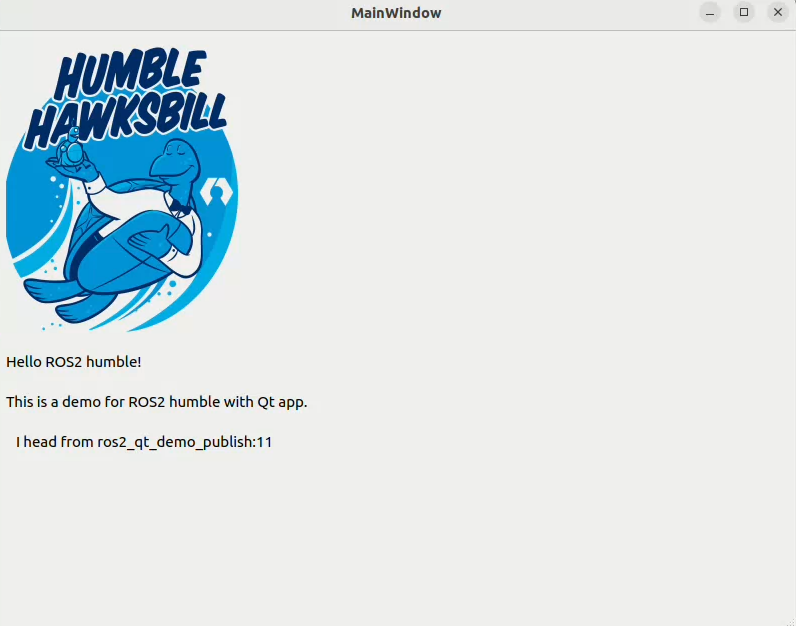 MainWindow
HUMBLE
HAWKSBILL
Hello ROS2 humble!
This is a demo for ROS2 humble with Qt app.
I head from ros2_qt_demo_publish:11